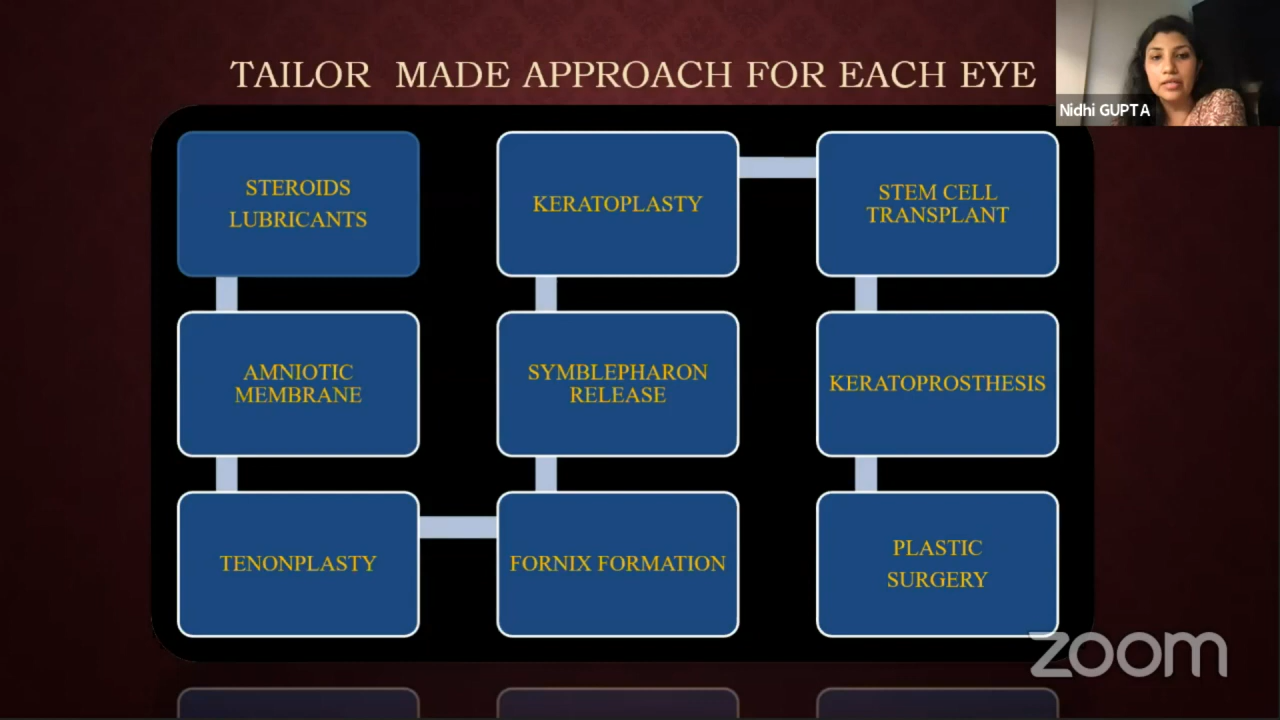 TAILOR MADE APPROACH FOR EACH EYE
Nidhi GUPTA
STEROIDS
LUBRICANTS
AMNIOTIC
MEMBRANE
TENONPLASTY
FORNIX FORMATION
SYMBLEPHARON
RELEASE
KERATOPLASTY
STEM CELL
TRANSPLANT
KERATOPROSTHESIS
PLASTIC
SURGERY
zoom